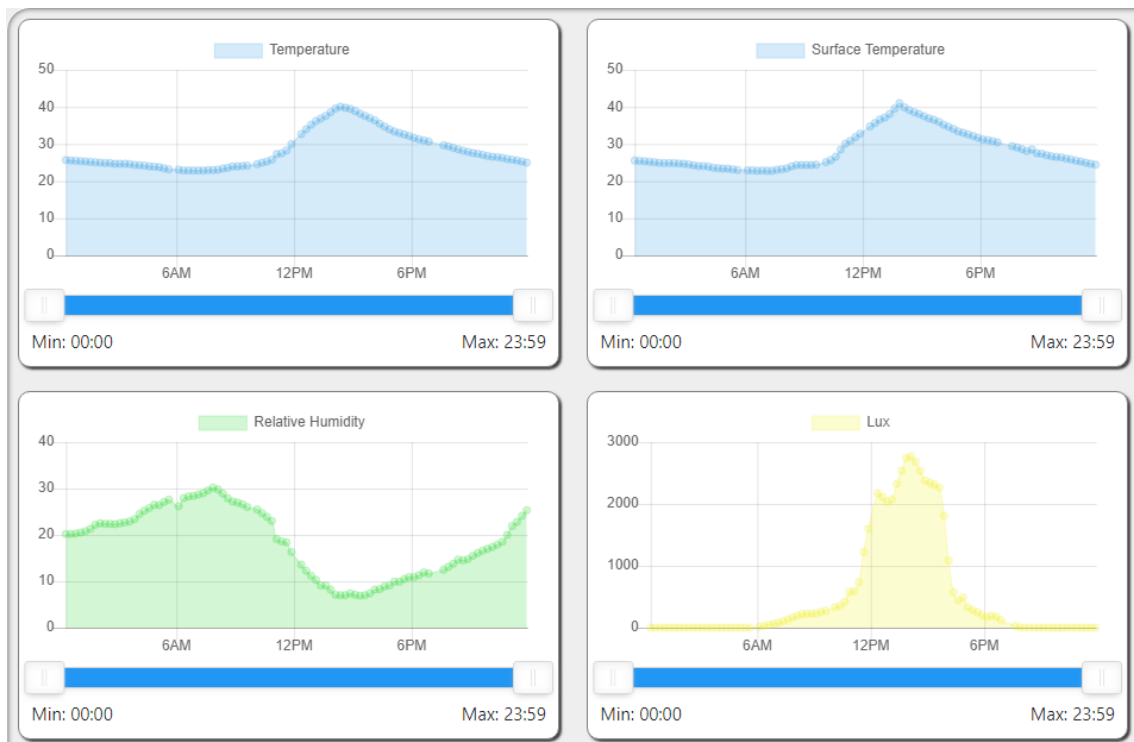 Temperature
50
40
30
20
10
0
6AM 12PM 6PM
Min: 00:00 Max: 23:59
Surface Temperature
50
40
30
20
10
0
6AM 12PM 6PM
Min: 00:00 Max: 23:59
Relative Humidity
40
30
20
10
0
6AM 12PM 6PM
Min: 00:00 Max: 23:59
Lux
3000
2000
1000
0
6AM 12PM 6PM
Min: 00:00 Max: 23:59